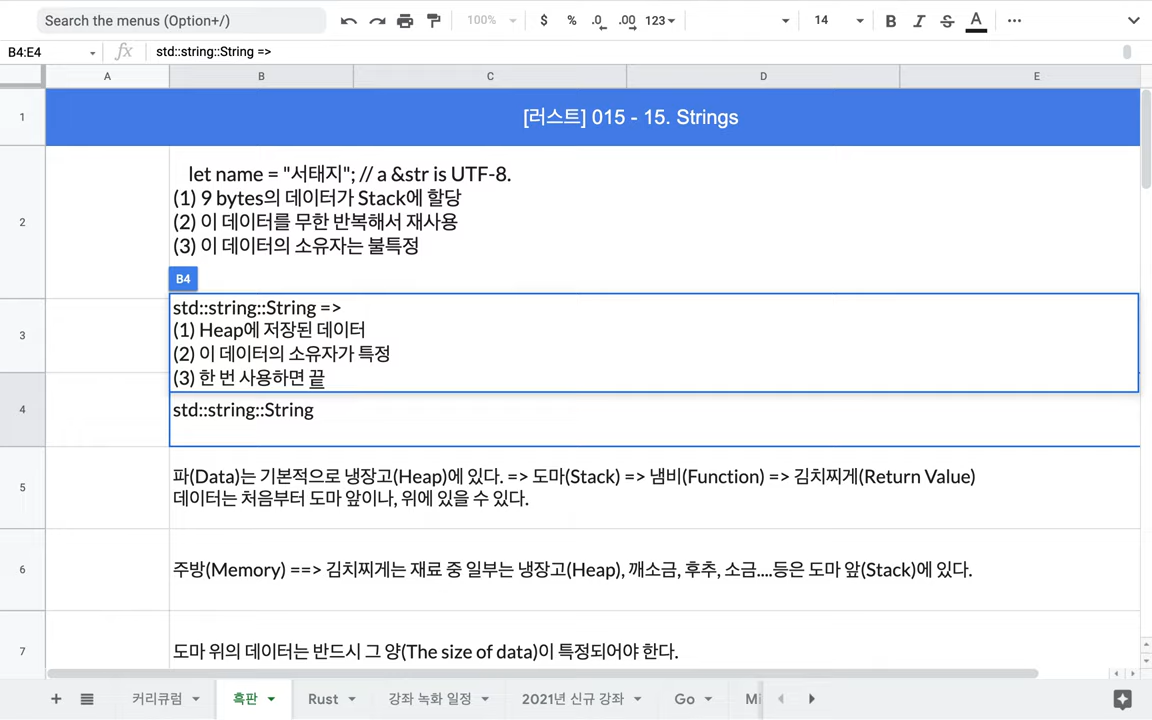 Search the menus (Option+/)
100%
$ % .0 .00 123
14 B I S A
B4:E4 fx std::string::String =>
A B C D E
1 [러스트] 015 - 15. Strings
let name = "서태지"; // a &str is UTF-8.
(1) 9 bytes의 데이터가 Stack에 할당
2 (2) 이 데이터를 무한 반복해서 재사용
(3) 이 데이터의 소유자는 불특정
B4
std::string::String =>
3 (1) Heap에 저장된 데이터
(2) 이 데이터의 소유자가 특정
(3) 한 번 사용하면 끝
4 std::string::String
5 파(Data)는 기본적으로 냉장고(Heap)에 있다. => 도마(Stack) => 냄비(Function) => 김치찌게(Return Value)
데이터는 처음부터 도마 앞이나, 위에 있을 수 있다.
6 주방(Memory) ==> 김치찌게는 재료 중 일부는 냉장고(Heap), 깨소금, 후추, 소금....등은 도마 앞(Stack)에 있다.
7 도마 위의 데이터는 반드시 그 양(The size of data)이 특정되어야 한다.
커리큐럼 흑판 Rust 강좌 녹화 일정 2021년 신규 강좌 Go Mi